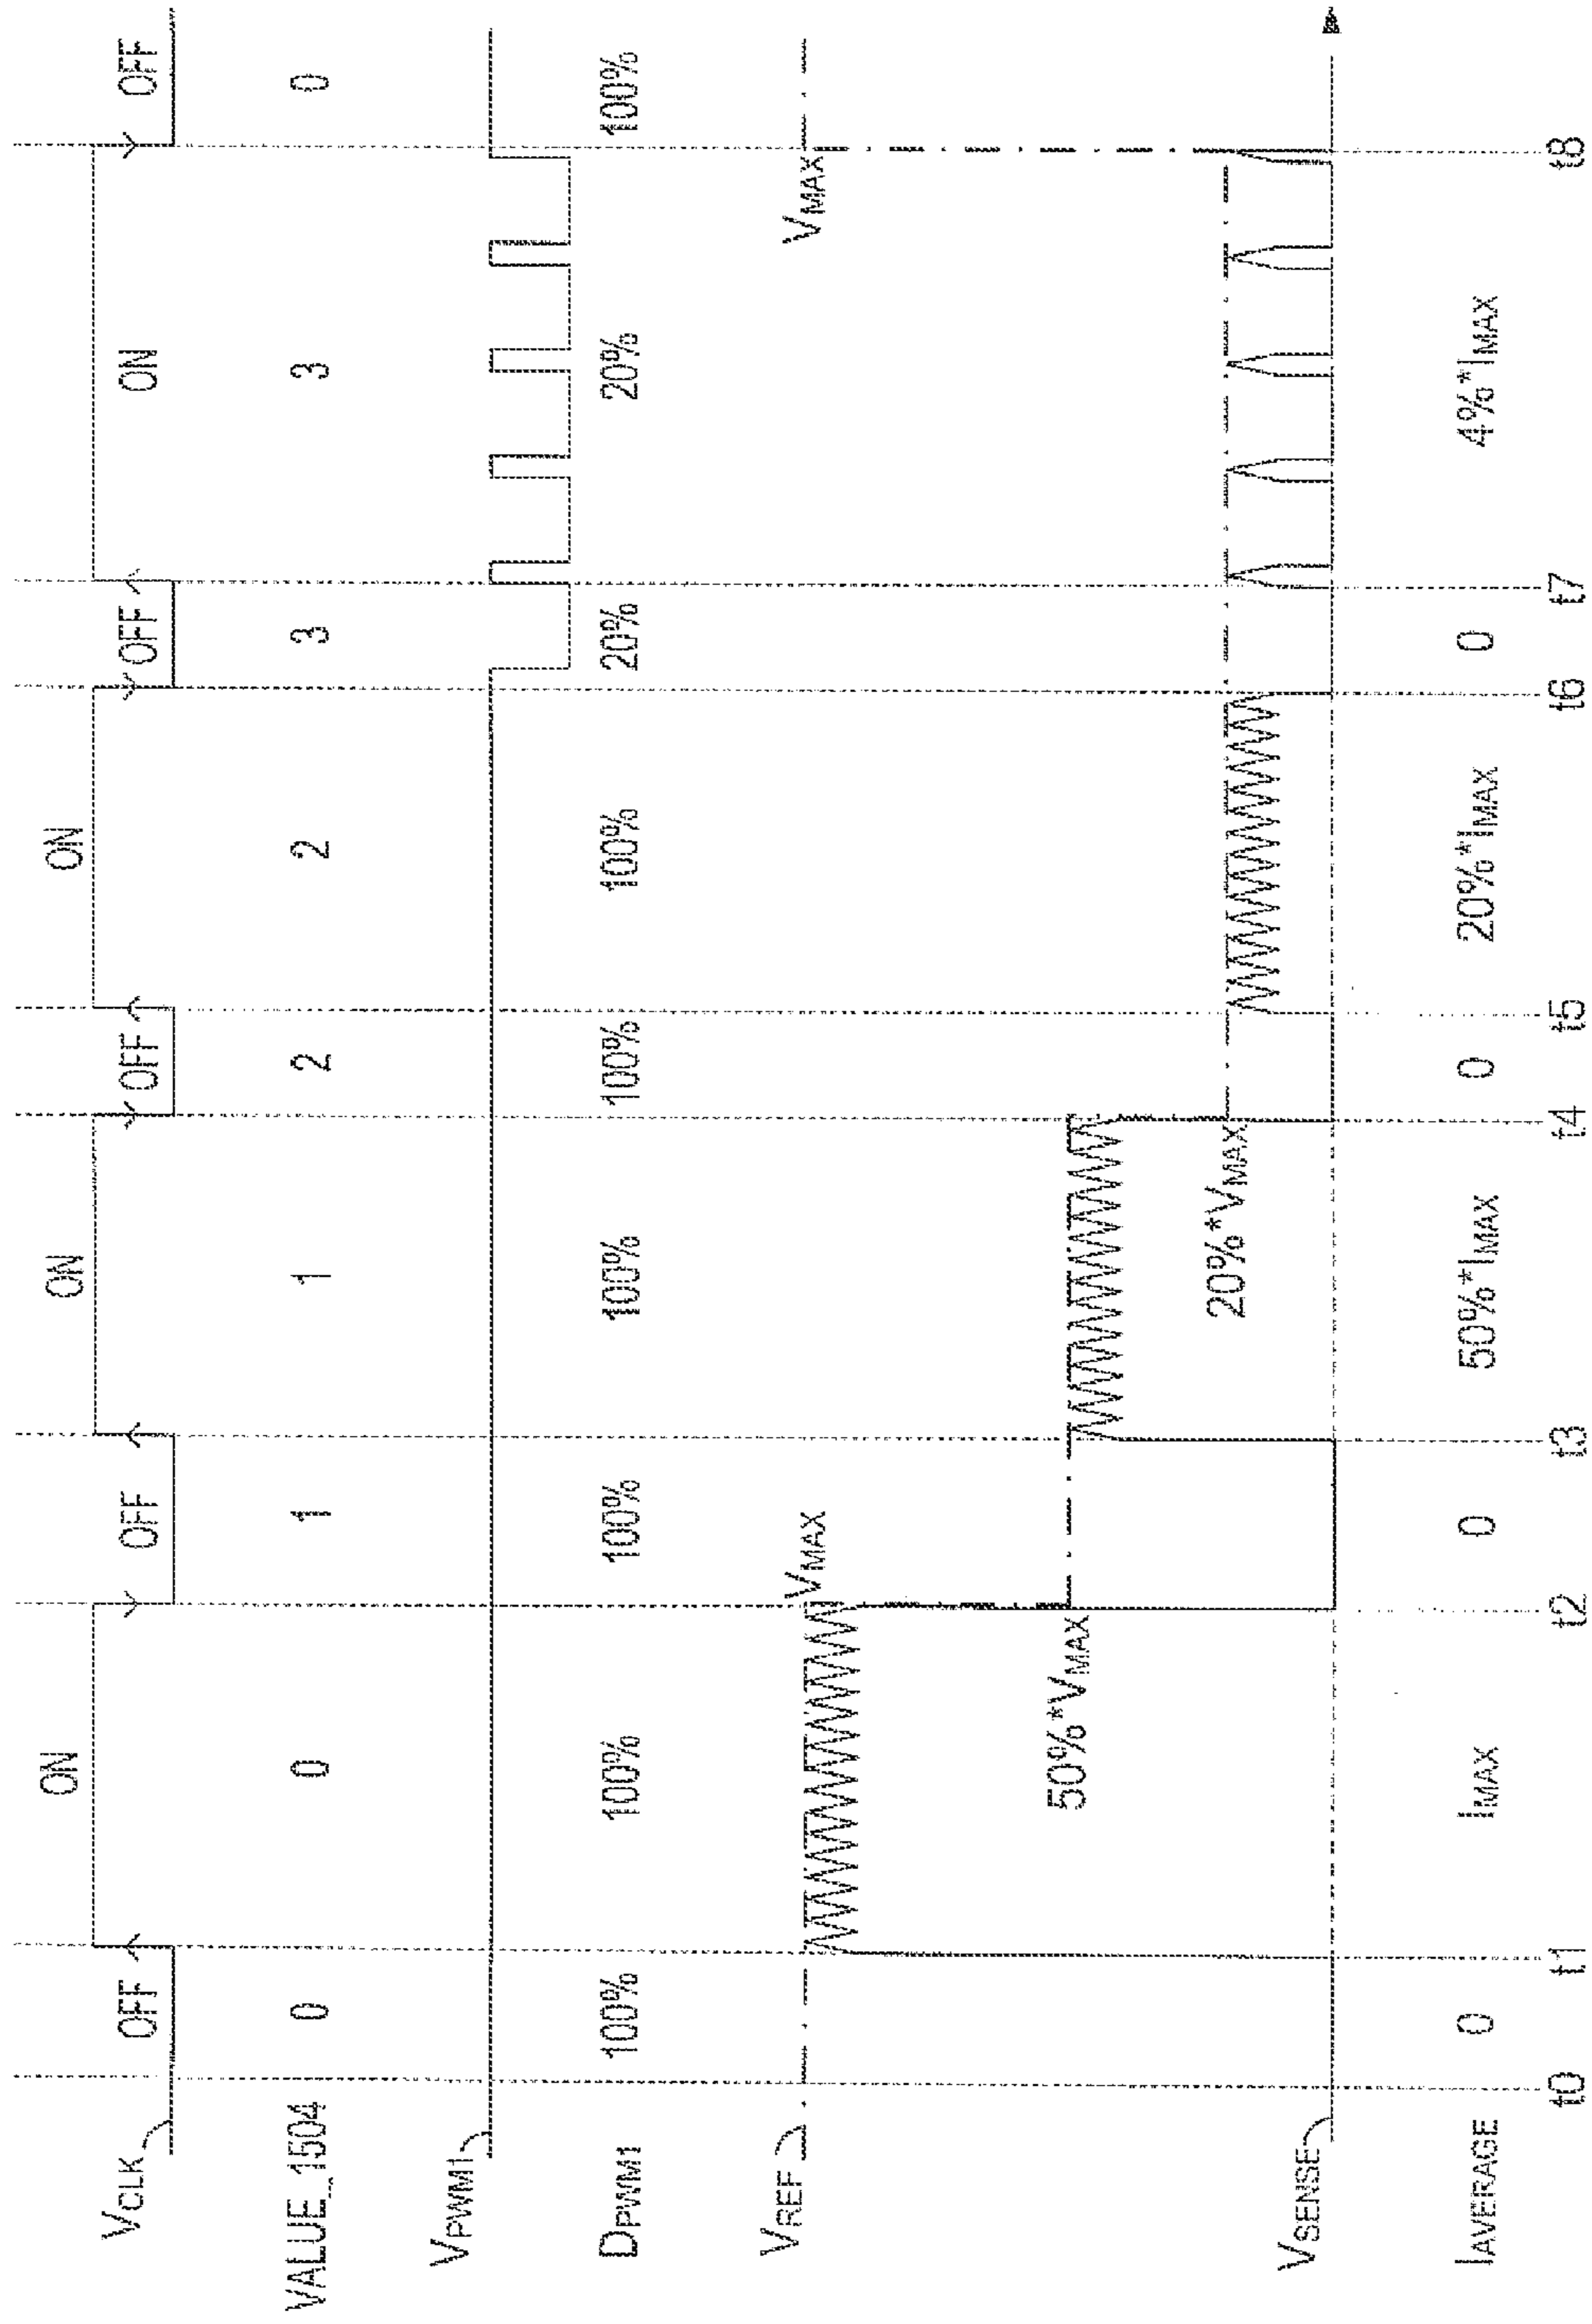 VCLK OFF ON OFF ON OFF ON OFF ON OFF
VALUE_1504 0 0 1 1 2 2 3 3 0
VPWM1
DPWM1 100% 100% 100% 100% 100% 100% 20% 20% 100%
VREF VMAX VMAX
50%*VMAX
20%*VMAX
VSENSE
IAVERAGE 0 IMAX 0 50%*IMAX 0 20%*IMAX 0 4%*IMAX
t0 t1 t2 t3 t4 t5 t6 t7 t8